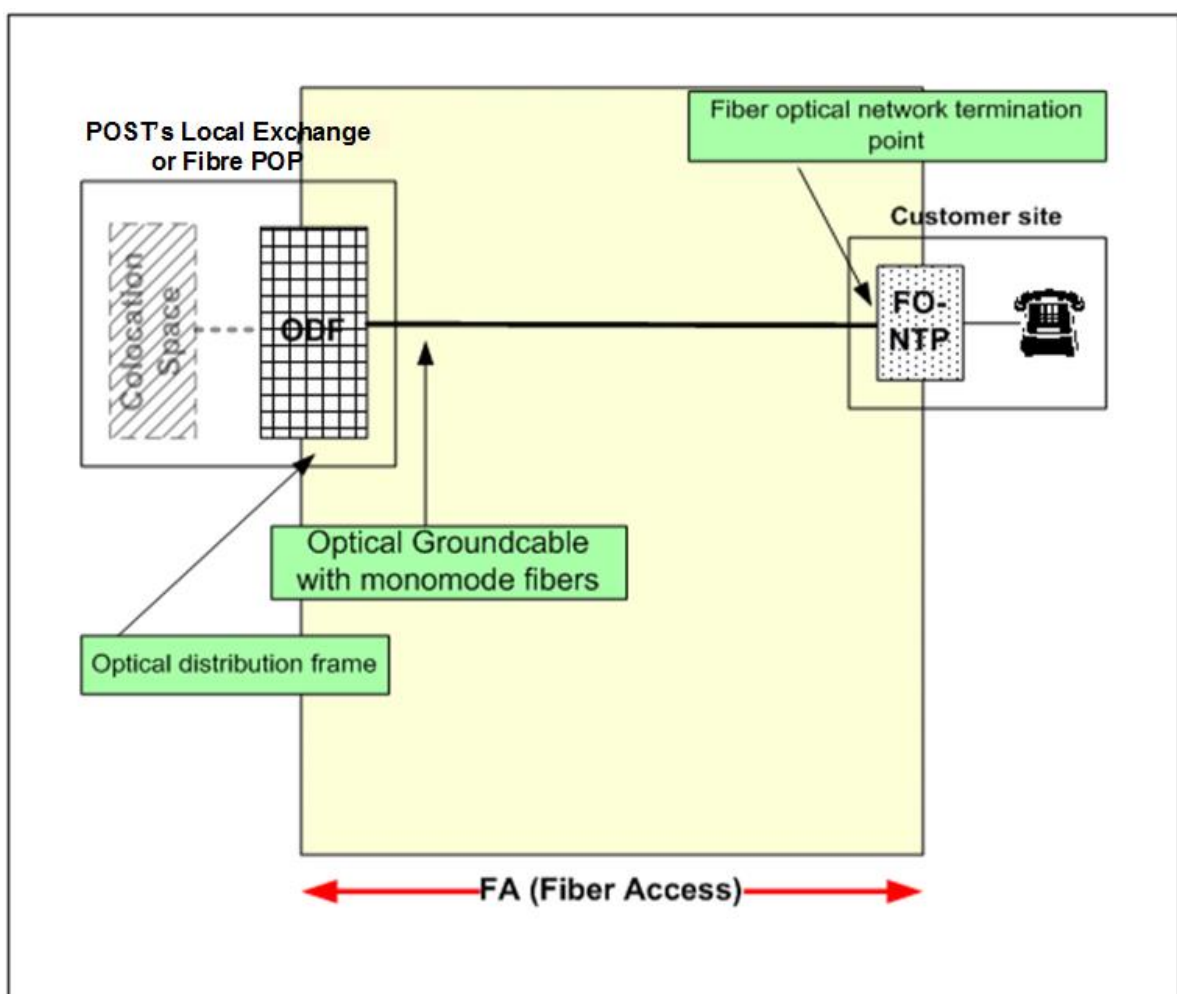 POST's Local Exchange
or Fibre POP
Fiber optical network termination
point
Customer site
Colocation
Space
ODF
FO-
NTP
Optical Groundcable
with monomode fibers
Optical distribution frame
FA (Fiber Access)